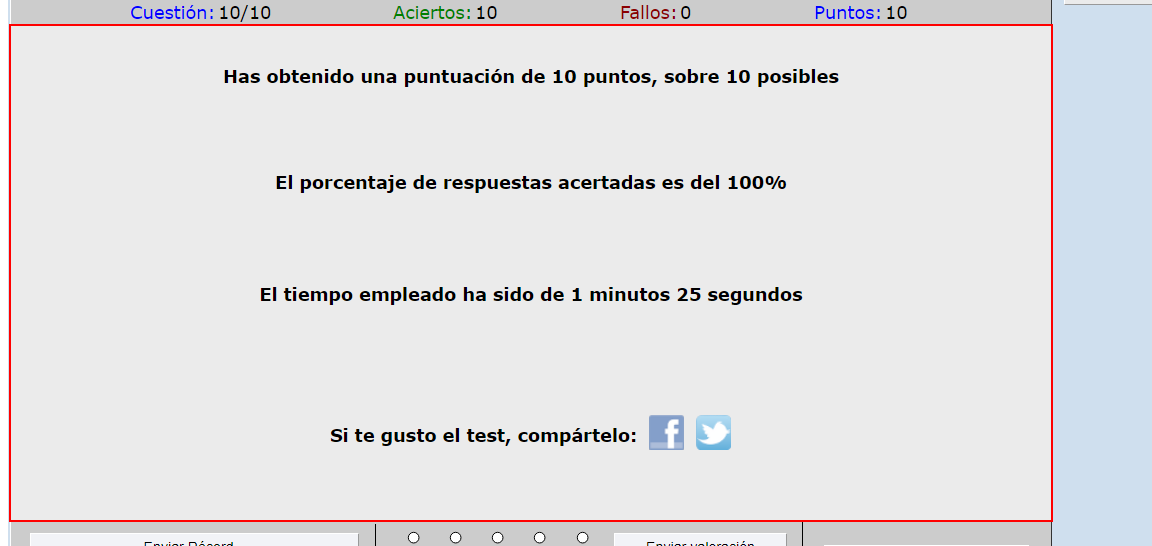 Cuestión: 10/10 Aciertos: 10 Fallos: 0 Puntos: 10
Has obtenido una puntuación de 10 puntos, sobre 10 posibles
El porcentaje de respuestas acertadas es del 100%
El tiempo empleado ha sido de 1 minutos 25 segundos
Si te gusto el test, compártelo:
Enviar Récord Enviar valoración